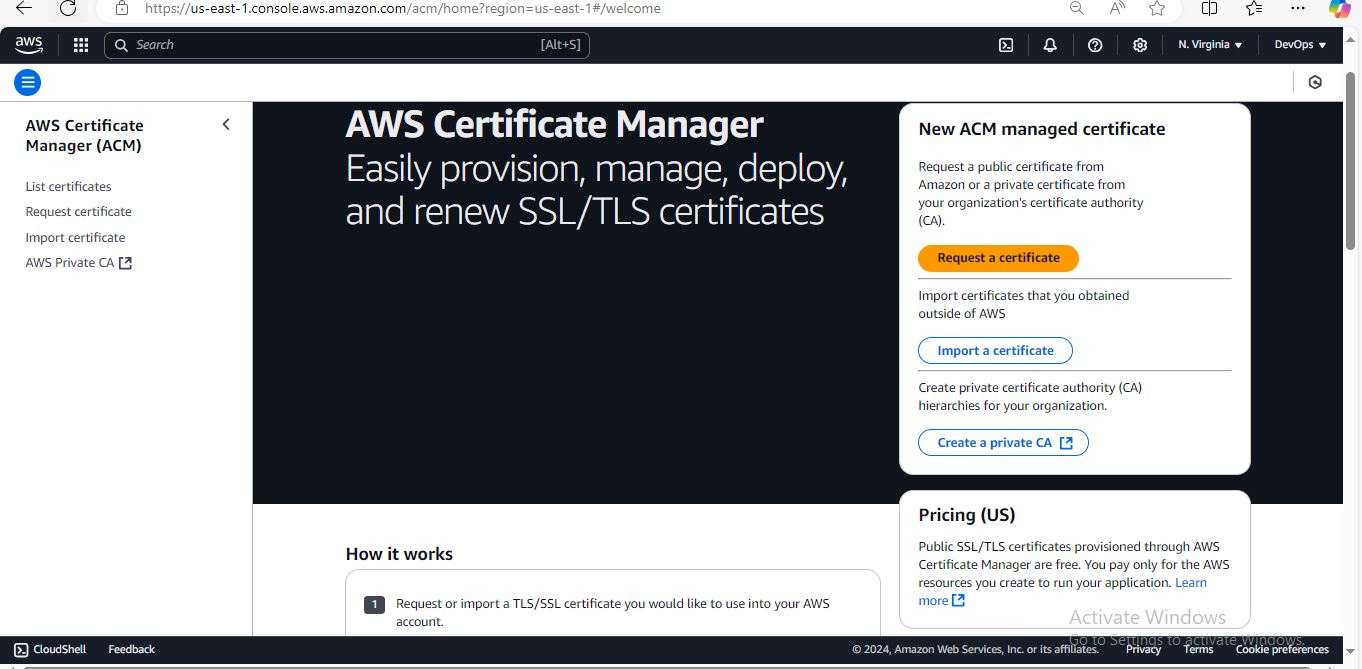 https://us-east-1.console.aws.amazon.com/acm/home?region=us-east-1#/welcome
aws
Search
[Alt+S]
N. Virginia
DevOps
AWS Certificate
Manager (ACM)
List certificates
Request certificate
Import certificate
AWS Private CA
AWS Certificate Manager
Easily provision, manage, deploy,
and renew SSL/TLS certificates
New ACM managed certificate
Request a public certificate from
Amazon or a private certificate from
your organization's certificate authority
(CA).
Request a certificate
Import certificates that you obtained
outside of AWS
Import a certificate
Create private certificate authority (CA)
hierarchies for your organization.
Create a private CA
Pricing (US)
Public SSL/TLS certificates provisioned through AWS
Certificate Manager are free. You pay only for the AWS
resources you create to run your application. Learn
more
How it works
1 Request or import a TLS/SSL certificate you would like to use into your AWS
account.
Activate Windows
Go to Settings to activate Windows.
CloudShell
Feedback
© 2024, Amazon Web Services, Inc. or its affiliates.
Privacy
Terms
Cookie preferences